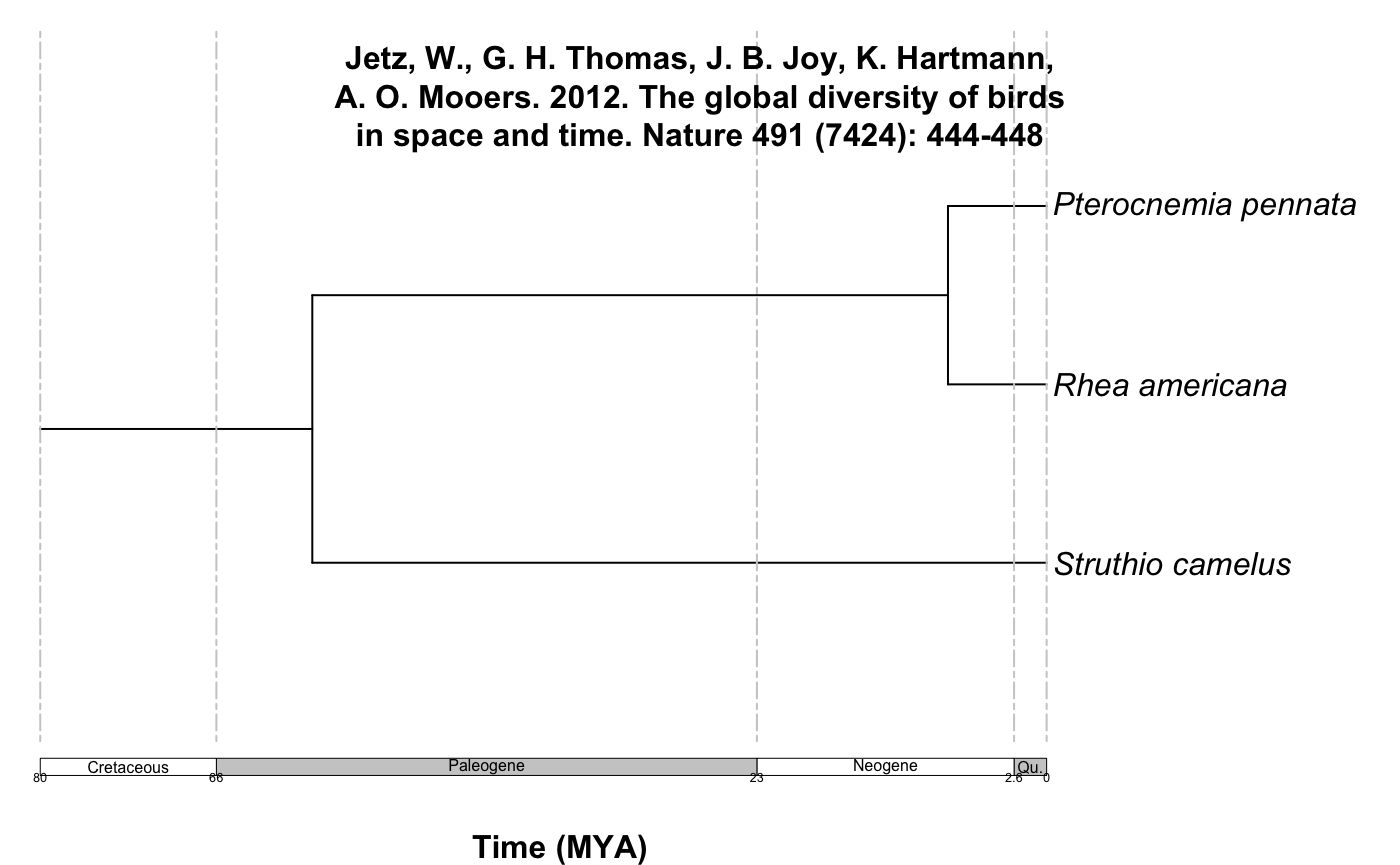 Jetz, W., G. H. Thomas, J. B. Joy, K. Hartmann,
A. O. Mooers. 2012. The global diversity of birds
in space and time. Nature 491 (7424): 444-448
Pterocnemia pennata
Rhea americana
Struthio camelus
Cretaceous Paleogene Neogene Qu.
80 66 23 2.6 0
Time (MYA)